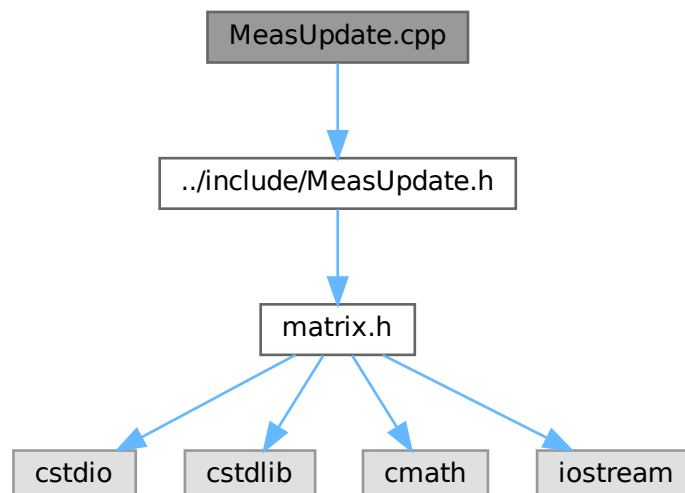 MeasUpdate.cpp
../include/MeasUpdate.h
matrix.h
cstdio
cstdlib
cmath
iostream